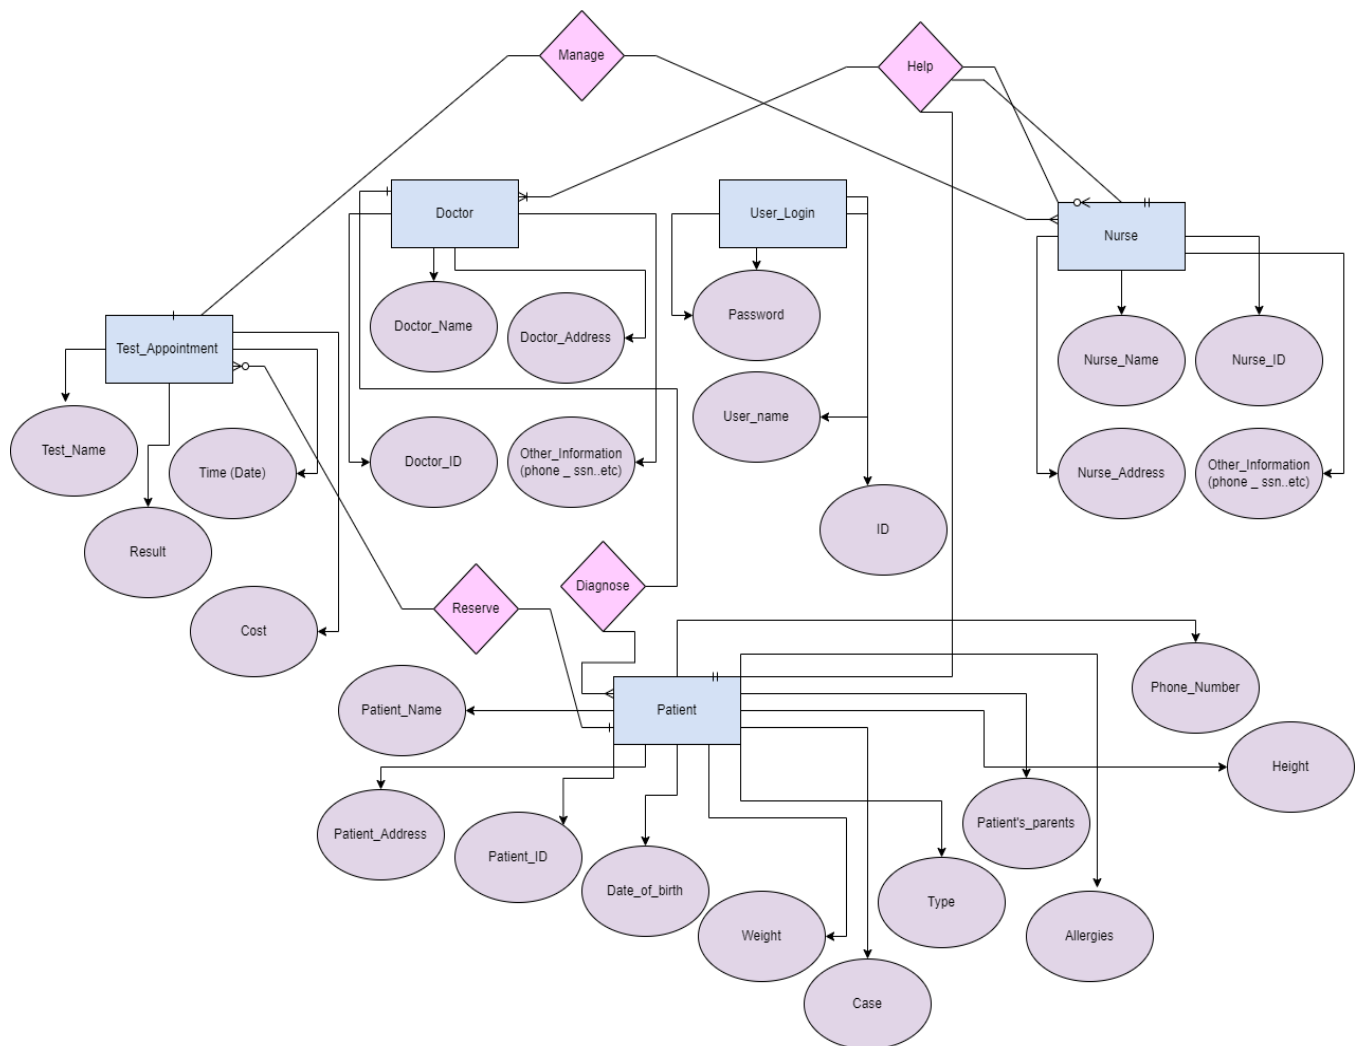 Manage
Help
Doctor
User_Login
Nurse
Test_Appointment
Doctor_Name
Doctor_Address
Password
Nurse_Name
Nurse_ID
User_name
Test_Name
Time (Date)
Doctor_ID
Other_Information
(phone _ ssn..etc)
Nurse_Address
Other_Information
(phone _ ssn..etc)
Result
ID
Cost
Reserve
Diagnose
Patient_Name
Patient
Phone_Number
Height
Patient_Address
Patient_ID
Date_of_birth
Patient's_parents
Type
Weight
Allergies
Case